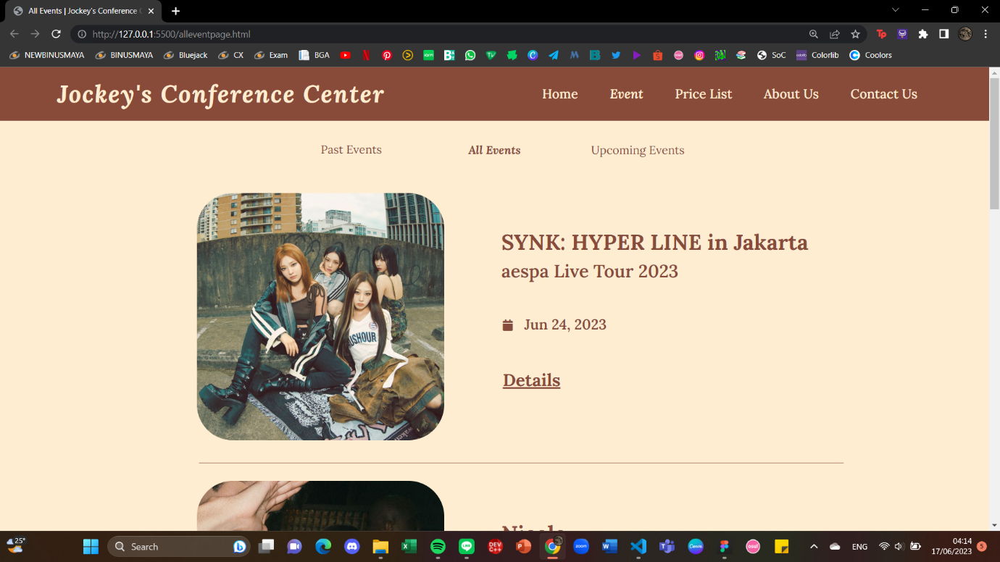 All Events | Jockey's Conference C
http://127.0.0.1:5500/alleventpage.html
NEWBINUSMAYA BINUSMAYA Bluejack CX Exam BGA SoC Colorlib Coolors
Jockey's Conference Center
Home Event Price List About Us Contact Us
Past Events All Events Upcoming Events
SYNK: HYPER LINE in Jakarta
aespa Live Tour 2023
Jun 24, 2023
Details
25°
Search
ENG
04:14
17/06/2023
5